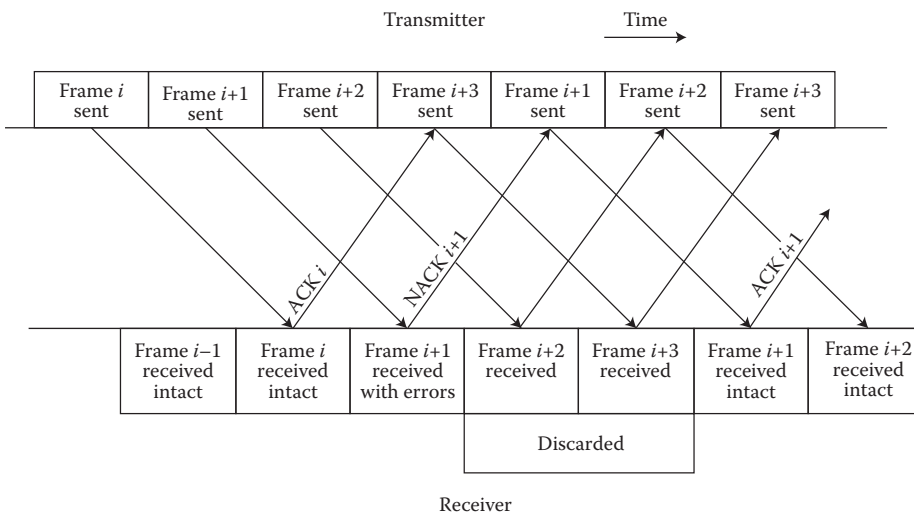 Transmitter
Time
Frame i
sent
Frame i+1
sent
Frame i+2
sent
Frame i+3
sent
Frame i+1
sent
Frame i+2
sent
Frame i+3
sent
ACK i
NACK i+1
ACK i+1
Frame i–1
received
intact
Frame i
received
intact
Frame i+1
received
with errors
Frame i+2
received
Frame i+3
received
Frame i+1
received
intact
Frame i+2
received
intact
Discarded
Receiver